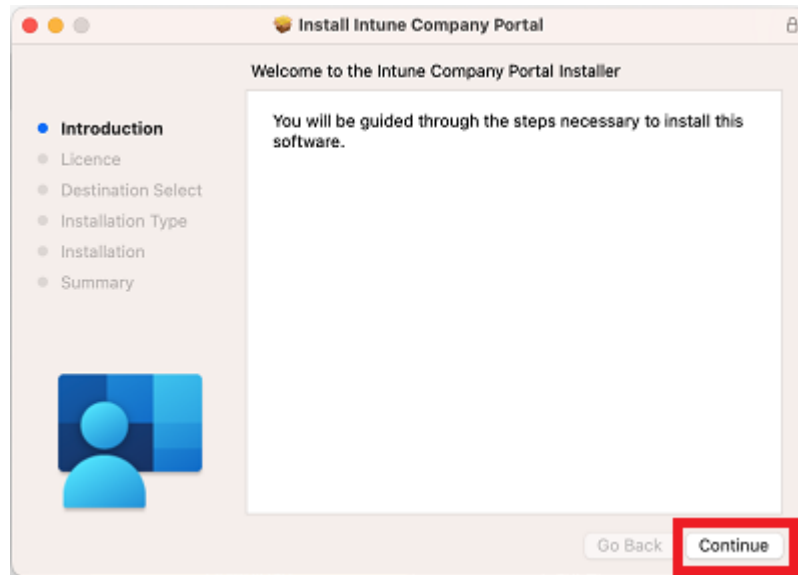 Install Intune Company Portal
Welcome to the Intune Company Portal Installer
Introduction
Licence
Destination Select
Installation Type
Installation
Summary
You will be guided through the steps necessary to install this
software.
Go Back
Continue